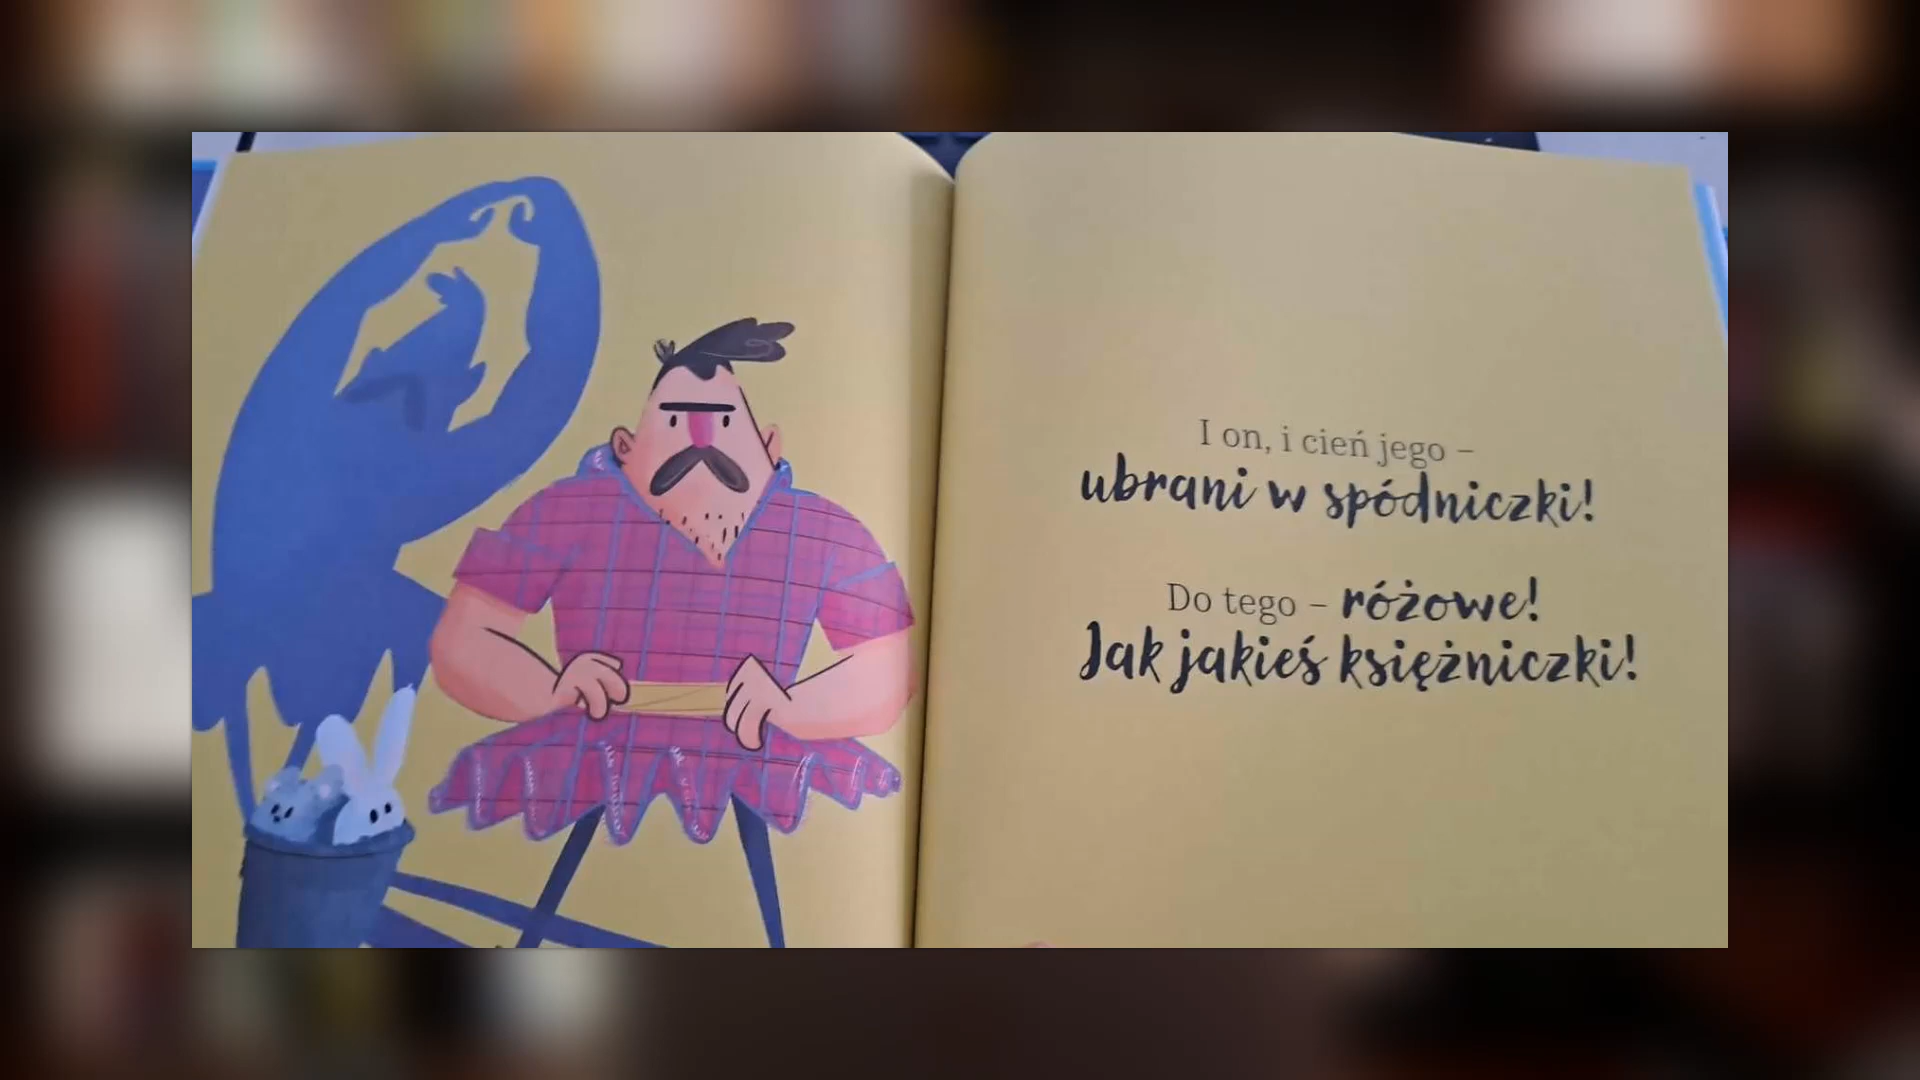 I on, i cień jego –
ubrani w spódniczki!
Do tego – różowe!
Jak jakieś księżniczki!